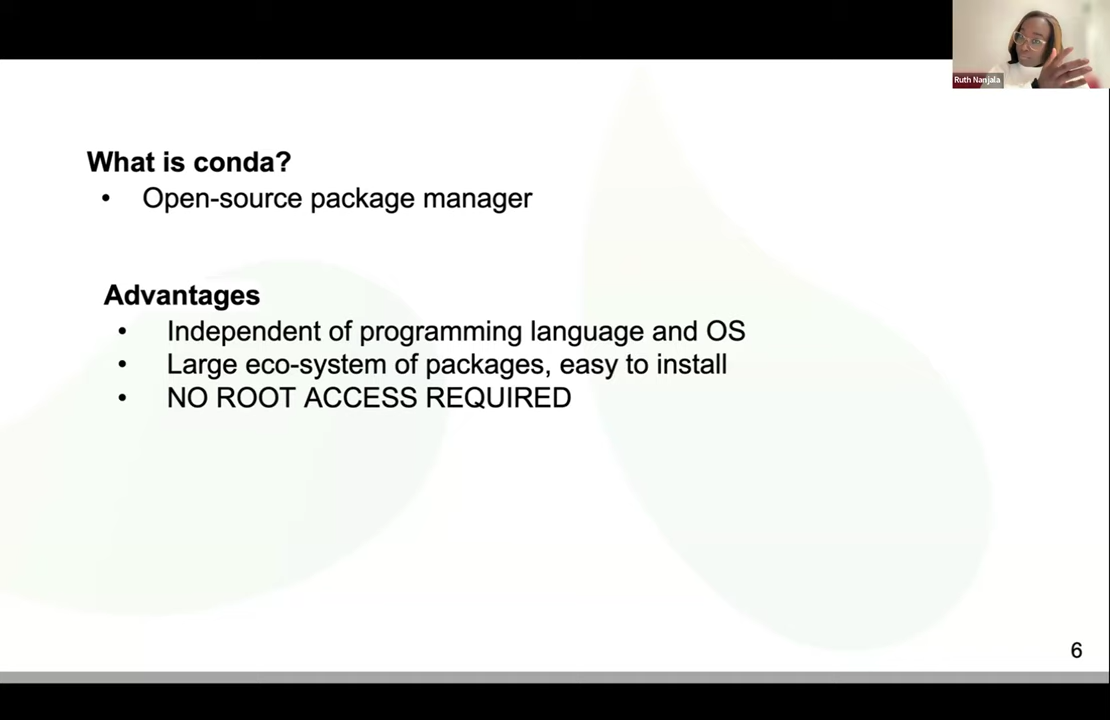 Ruth Nanjala
What is conda?
• Open-source package manager
Advantages
• Independent of programming language and OS
• Large eco-system of packages, easy to install
• NO ROOT ACCESS REQUIRED
6